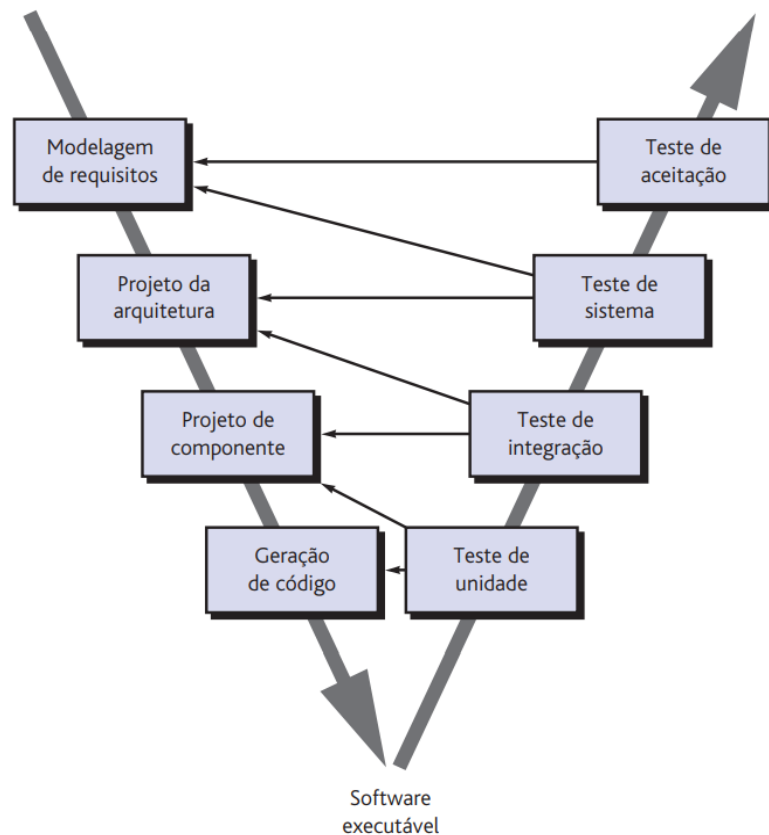 Modelagem
de requisitos
Teste de
aceitação
Projeto da
arquitetura
Teste de
sistema
Projeto de
componente
Teste de
integração
Geração
de código
Teste de
unidade
Software
executável